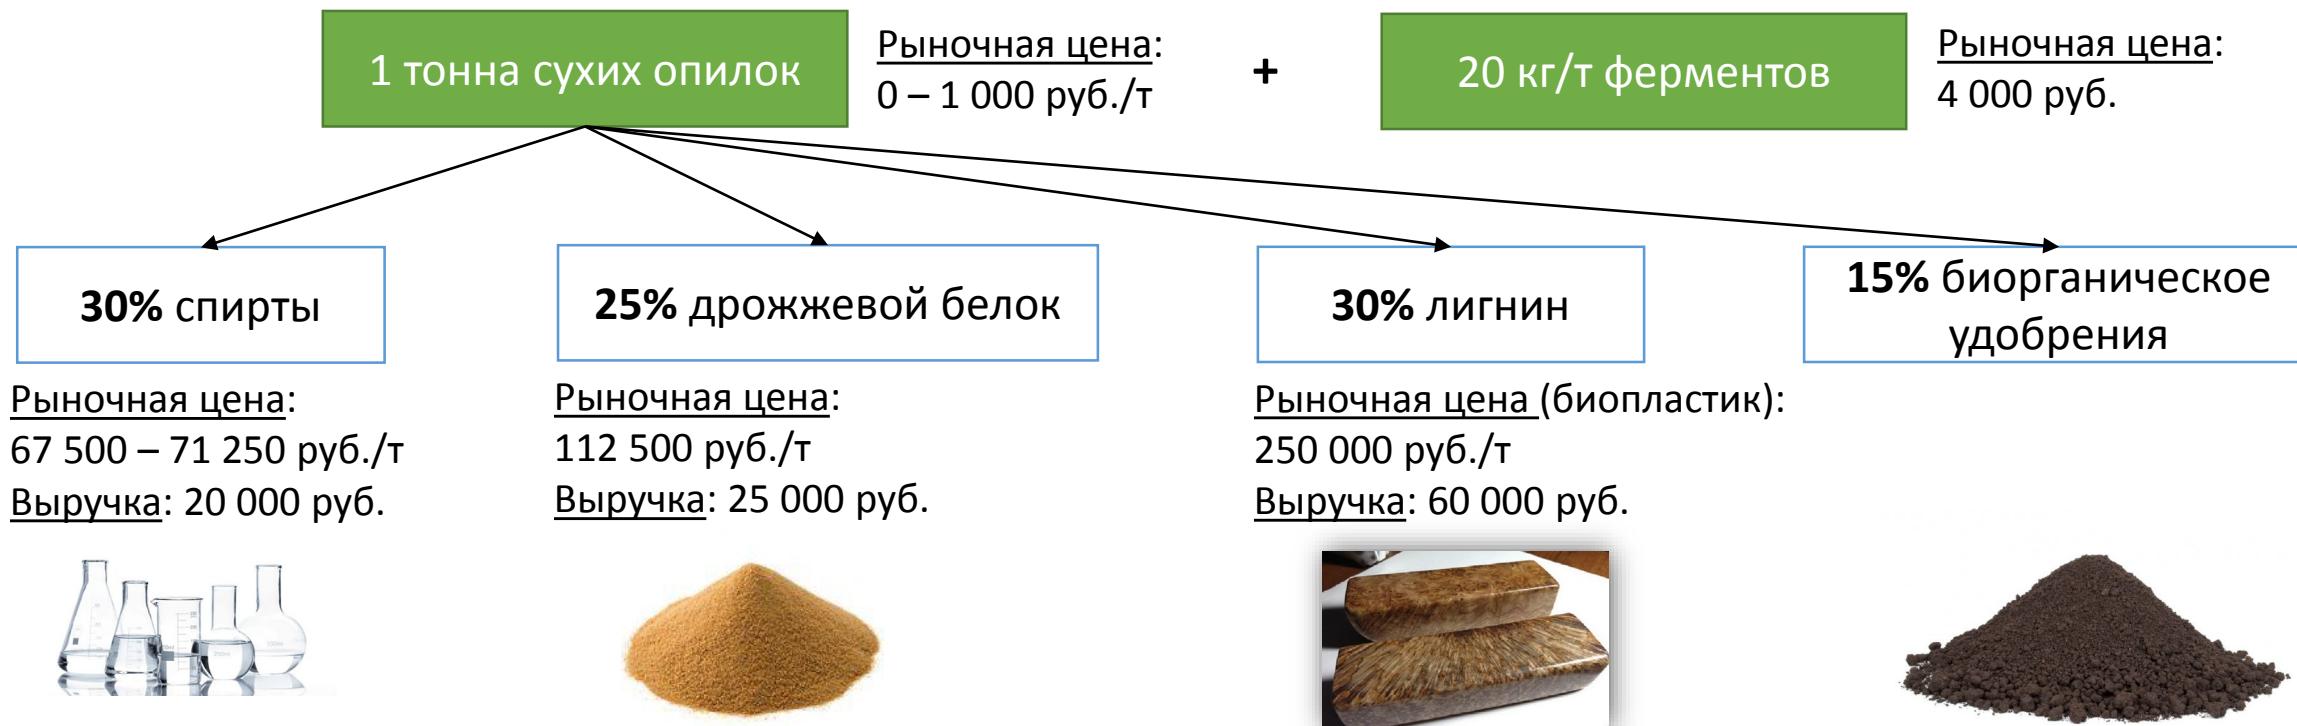 1 тонна сухих опилок
Рыночная цена:
0 – 1 000 руб./т
+
20 кг/т ферментов
Рыночная цена:
4 000 руб.
30% спирты
25% дрожжевой белок
30% лигнин
15% биорганическое
удобрения
Рыночная цена:
67 500 – 71 250 руб./т
Выручка: 20 000 руб.
Рыночная цена:
112 500 руб./т
Выручка: 25 000 руб.
Рыночная цена (биопластик):
250 000 руб./т
Выручка: 60 000 руб.